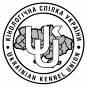 КІНОЛОГІЧНА СПІЛКА УКРАЇНИ
UKRAINIAN KENNEL UNION